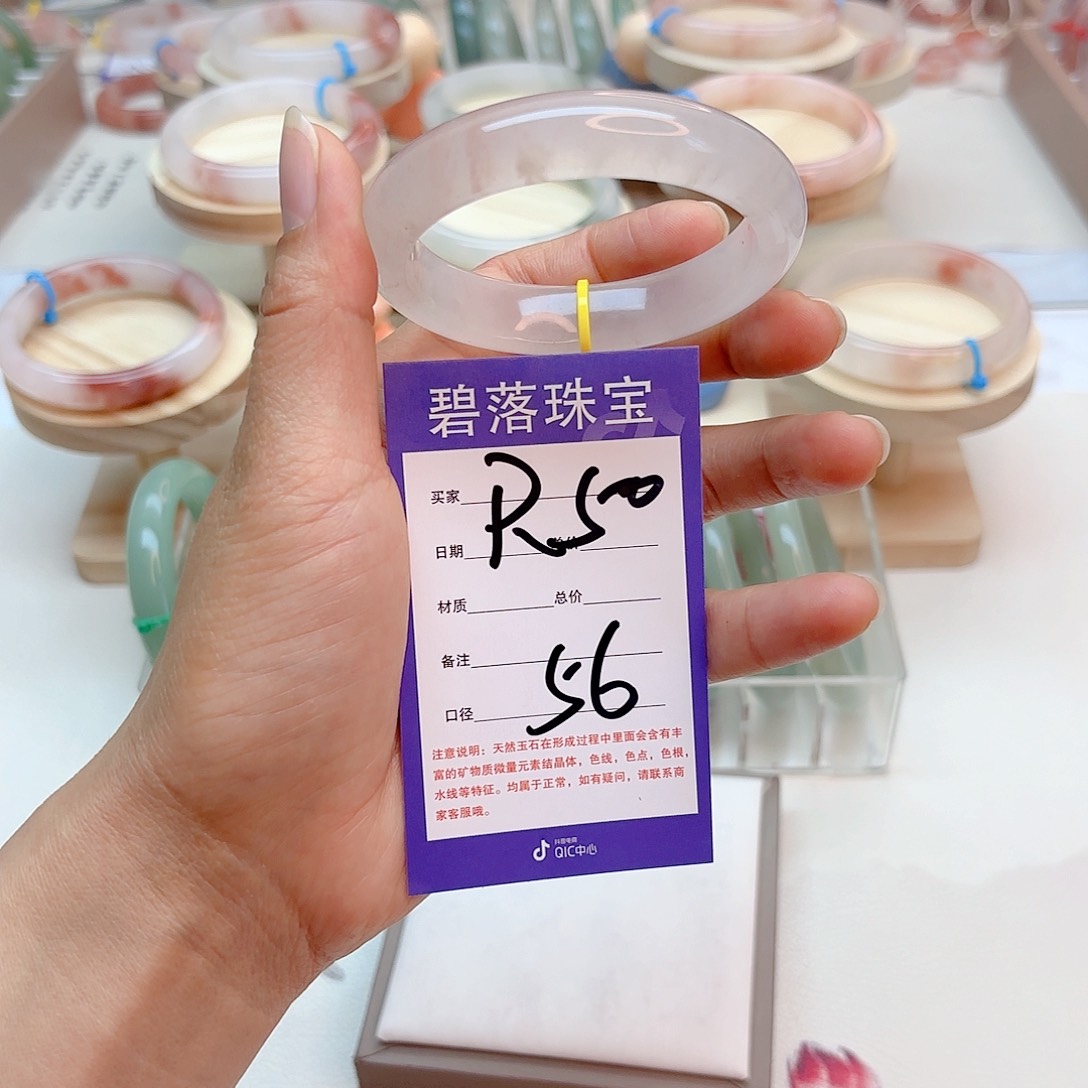 碧落珠宝
买家 R50
日期
材质 总价
备注
口径 56
注意说明：天然玉石在形成过程中里面会含有丰
富的矿物质微量元素结晶体，色线，色点，色根，
水线等特征。均属于正常，如有疑问，请联系商
家客服哦。
抖音电商
QIC中心